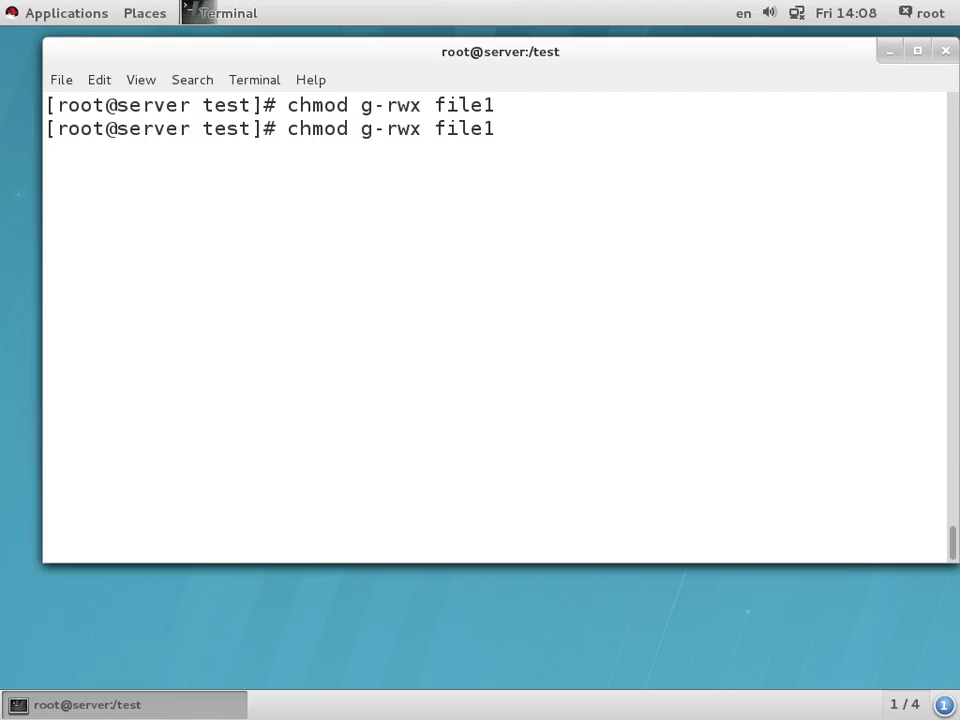 Applications Places Terminal en Fri 14:08 root
root@server:/test
File Edit View Search Terminal Help
[root@server test]# chmod g-rwx file1
[root@server test]# chmod g-rwx file1
root@server:/test 1 / 4 1